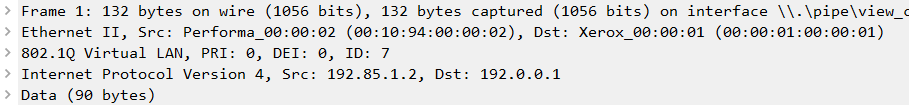 Frame 1: 132 bytes on wire (1056 bits), 132 bytes captured (1056 bits) on interface \\.\pipe\view_
Ethernet II, Src: Performa_00:00:02 (00:10:94:00:00:02), Dst: Xerox_00:00:01 (00:00:01:00:00:01)
802.1Q Virtual LAN, PRI: 0, DEI: 0, ID: 7
Internet Protocol Version 4, Src: 192.85.1.2, Dst: 192.0.0.1
Data (90 bytes)